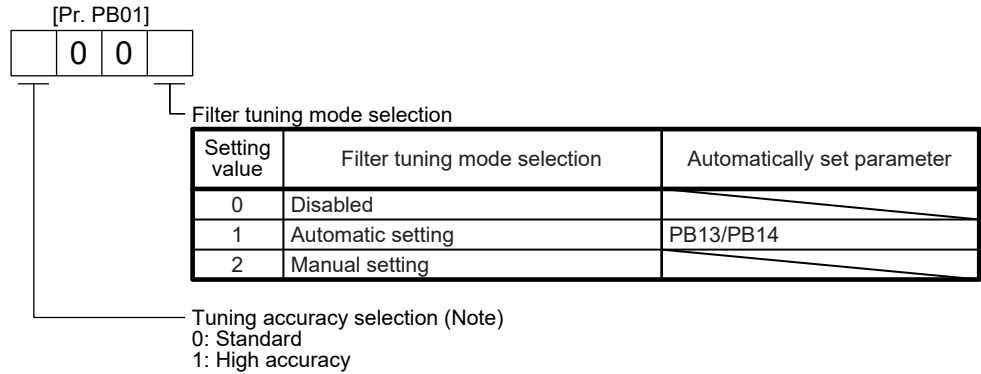 [Pr. PB01]
0 0
Filter tuning mode selection
Setting value Filter tuning mode selection Automatically set parameter
0 Disabled
1 Automatic setting PB13/PB14
2 Manual setting
Tuning accuracy selection (Note)
0: Standard
1: High accuracy